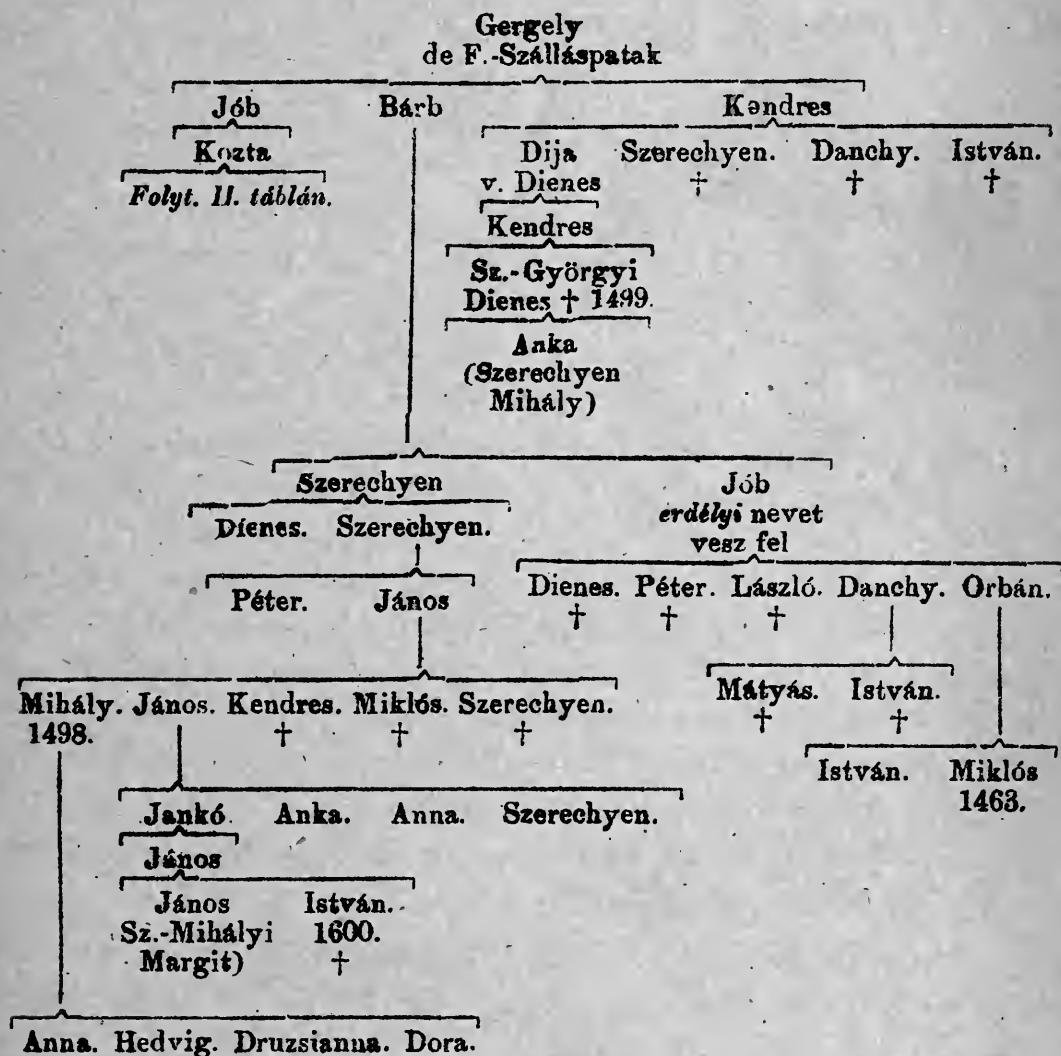 Gergely
de F.-Szálláspatak
Jób Bárb Kendres
Kozta Dija Szerechyen. Danchy. István.
Folyt. II. táblán. v. Dienes † † †
Kendres
Sz.-Györgyi
Dienes † 1499.
Anka
(Szerechyen
Mihály)
Szerechyen Jób
erdélyi nevet
Dienes. Szerechyen. vesz fel
Péter. János Dienes. Péter. László. Danchy. Orbán.
† † †
Mihály. János. Kendres. Miklós. Szerechyen. Mátyás. István.
1498. † † † † †
István. Miklós
1463.
Jankó Anka. Anna. Szerechyen.
János
János István.
Sz.-Mihályi 1600.
Margit) †
Anna. Hedvig. Druzsianna. Dora.